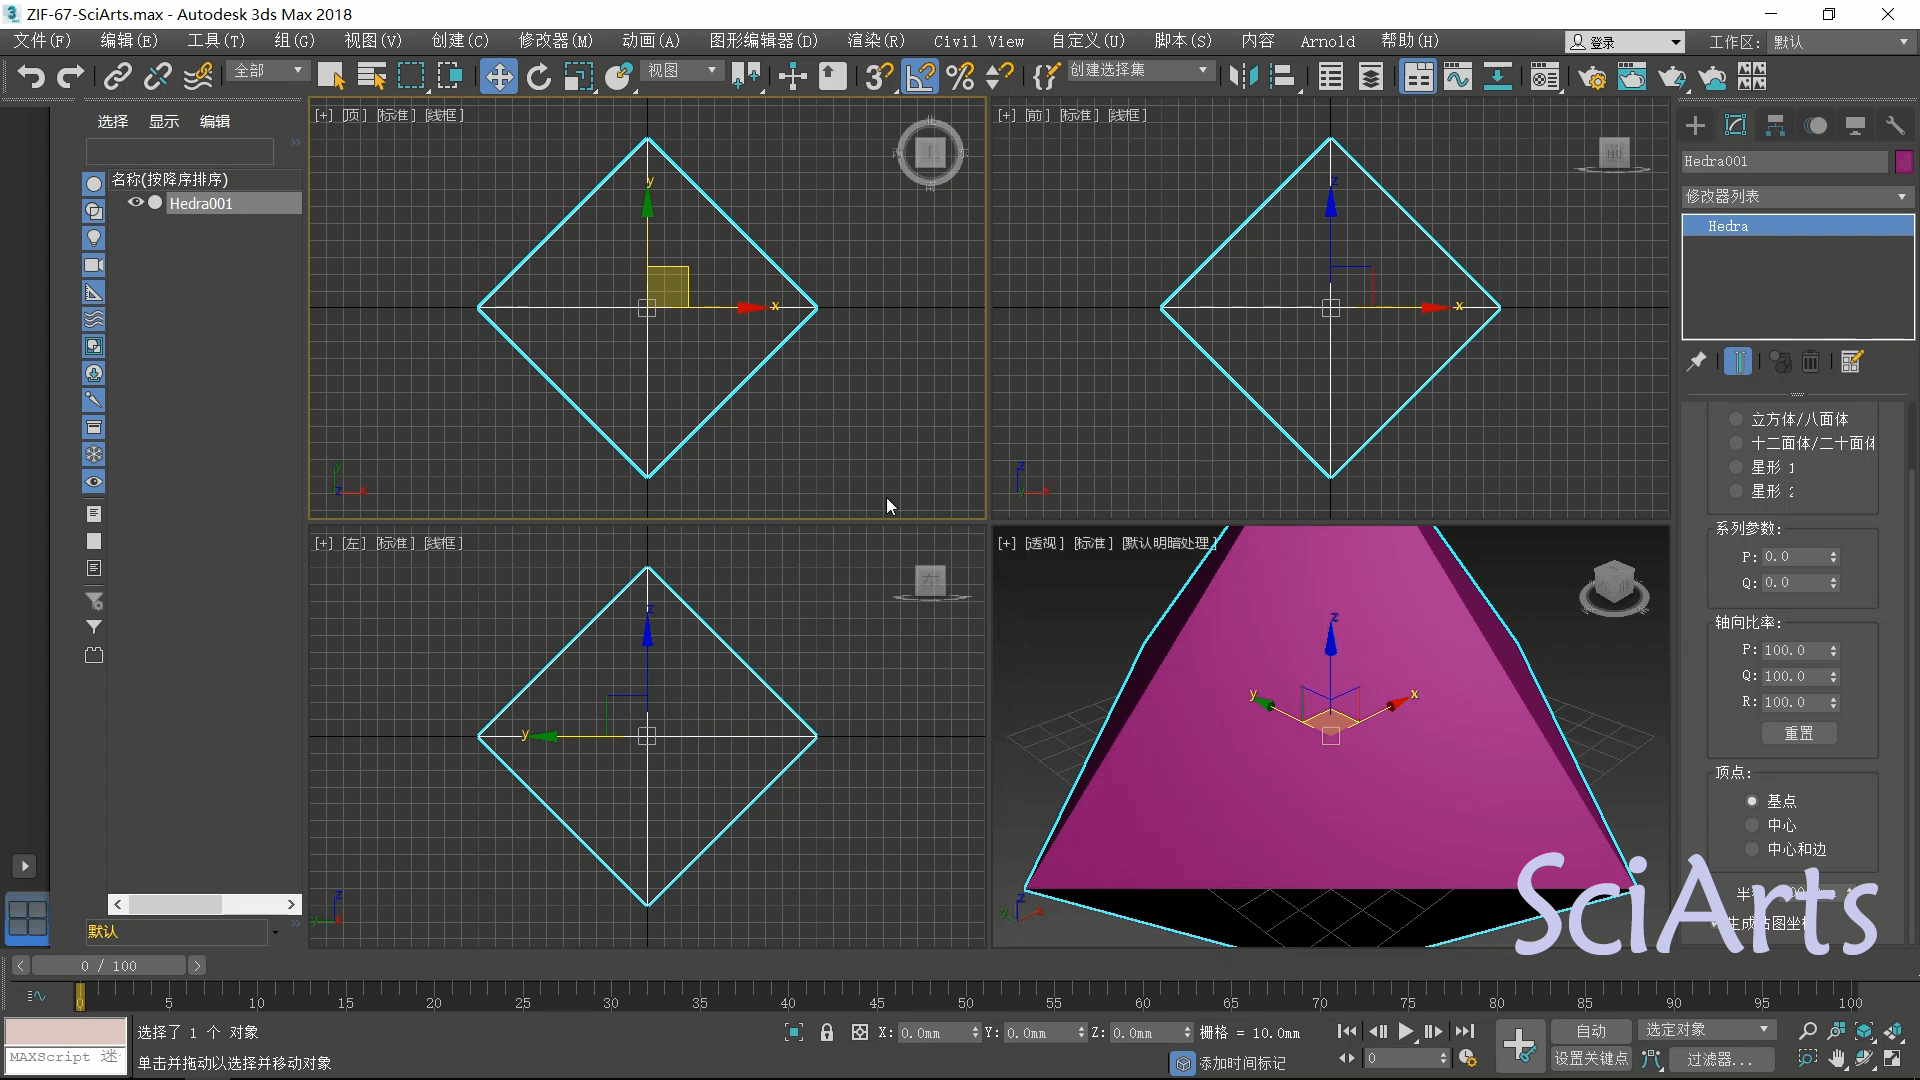 ZIF-67-SciArts.max - Autodesk 3ds Max 2018
文件(F) 编辑(E) 工具(T) 组(G) 视图(V) 创建(C) 修改器(M) 动画(A) 图形编辑器(D) 渲染(R) Civil View 自定义(U) 脚本(S) 内容 Arnold 帮助(H) 登录 工作区: 默认
全部 视图 创建选择集
选择 显示 编辑
名称(按降序排序)
Hedra001
默认
[+] [顶] [标准] [线框]
北
上
东
南
y
x
y
z
x
[+] [前] [标准] [线框]
前
z
x
z
y
x
[+] [左] [标准] [线框]
左
z
y
z
y
x
[+] [透视] [标准] [默认明暗处理]
z
y
x
z
y
x
Hedra001
修改器列表
Hedra
立方体/八面体
十二面体/二十面体
星形 1
星形 2
系列参数:
P: 0.0
Q: 0.0
轴向比率:
P: 100.0
Q: 100.0
R: 100.0
重置
顶点:
基点
中心
中心和边
SciArts
0 / 100
0 5 10 15 20 25 30 35 40 45 50 55 60 65 70 75 80 85 90 95 100
选择了 1 个 对象
X: 0.0mm Y: 0.0mm Z: 0.0mm 栅格 = 10.0mm
自动 选定对象
MAXScript 迷
单击并拖动以选择并移动对象
添加时间标记
0
设置关键点 过滤器...